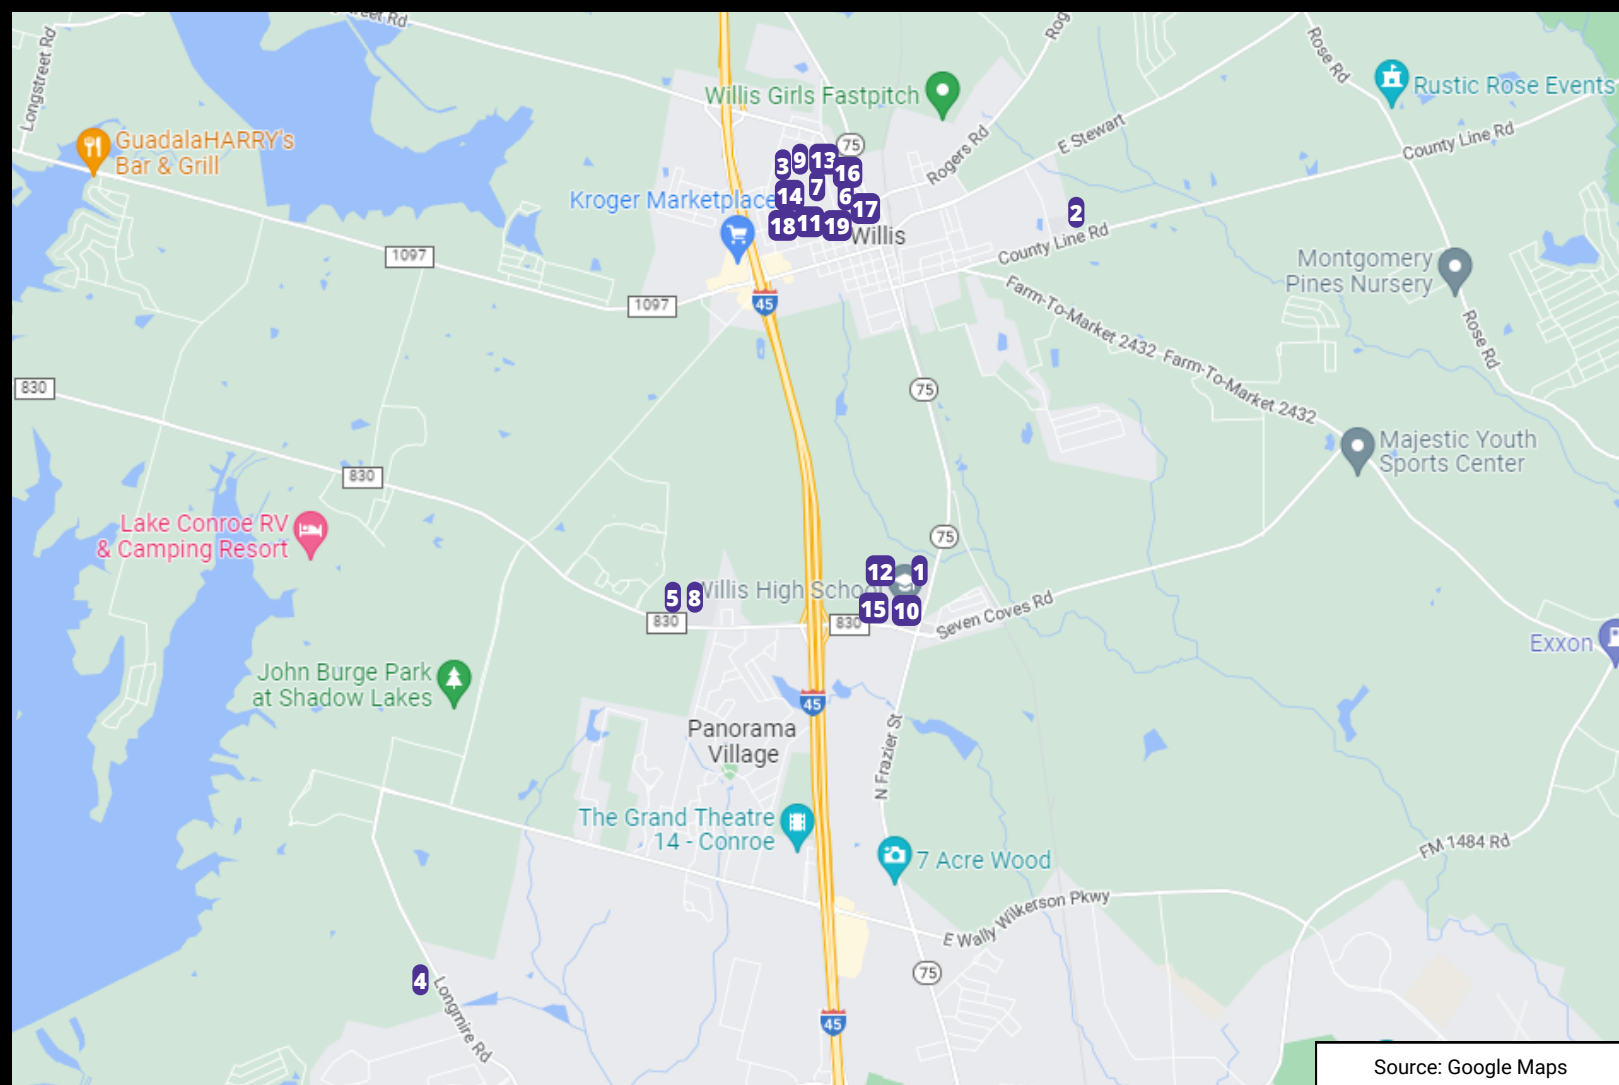 Longstreet Rd
Street Rd
Rog
Rose Rd
Rustic Rose Events
Willis Girls Fastpitch
GuadalaHARRY's
Bar & Grill
75
Rogers Rd
E Stewart
County Line Rd
3
9
13
16
7
14
6
17
Kroger Marketplace
18
11
19
Willis
2
County Line Rd
1097
1097
45
Montgomery
Pines Nursery
Farm-To-Market 2432
Farm-To-Market 2432
Rose Rd
830
75
Majestic Youth
Sports Center
830
Lake Conroe RV
& Camping Resort
75
12
1
Willis High School
5
8
15
10
830
830
Seven Coves Rd
Exxon
John Burge Park
at Shadow Lakes
45
Panorama
Village
N Frazier St
The Grand Theatre
14 - Conroe
7 Acre Wood
FM 1484 Rd
E Wally Wilkerson Pkwy
4
Longmire Rd
75
45
Source: Google Maps